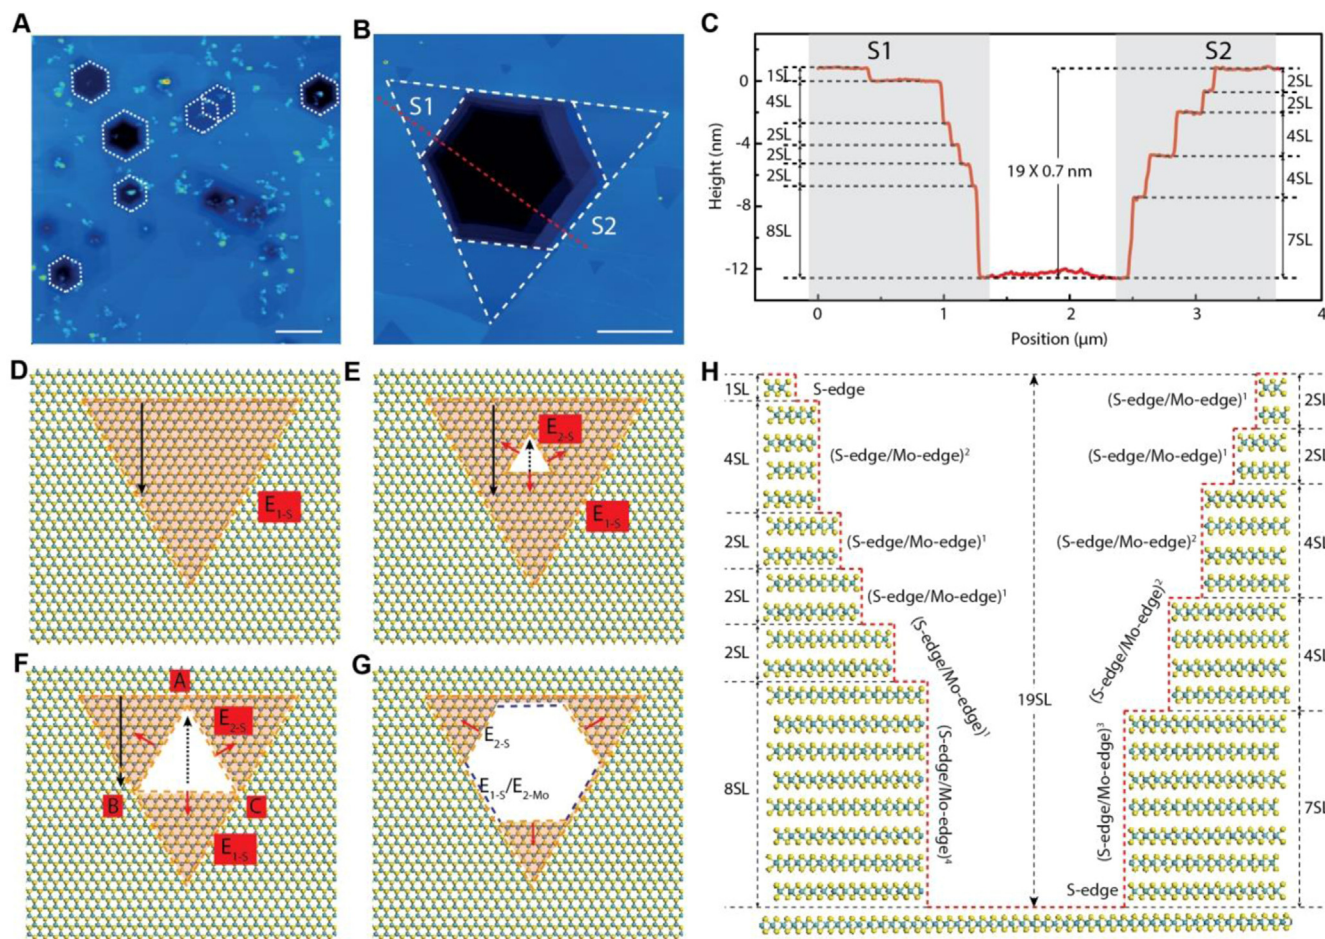 A
B
S1
S2
C
S1
S2
Height (nm)
0
-4
-8
-12
1SL
4SL
2SL
2SL
2SL
8SL
19 X 0.7 nm
2SL
2SL
4SL
4SL
7SL
0
1
2
3
4
Position (μm)
D
E1-S
E
E2-S
E1-S
F
A
E2-S
B
C
E1-S
G
E2-S
E1-S/E2-Mo
H
1SL
4SL
2SL
2SL
2SL
8SL
S-edge
(S-edge/Mo-edge)²
(S-edge/Mo-edge)¹
(S-edge/Mo-edge)¹
(S-edge/Mo-edge)¹
(S-edge/Mo-edge)⁴
19SL
(S-edge/Mo-edge)¹
(S-edge/Mo-edge)¹
(S-edge/Mo-edge)²
(S-edge/Mo-edge)²
(S-edge/Mo-edge)³
S-edge
2SL
2SL
4SL
4SL
7SL